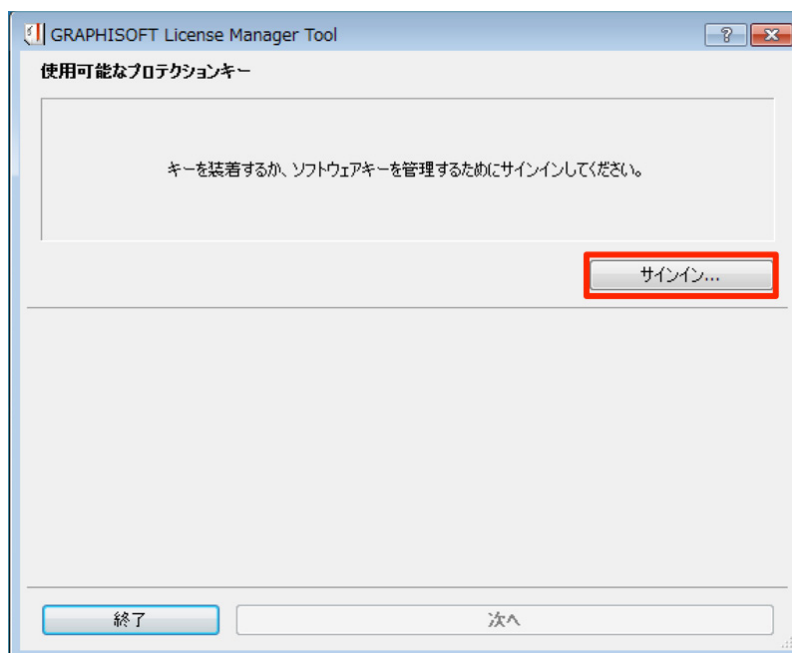 GRAPHISOFT License Manager Tool
使用可能なプロテクションキー
キーを装着するか、ソフトウェアキーを管理するためにサインインしてください。
サインイン...
終了
次へ